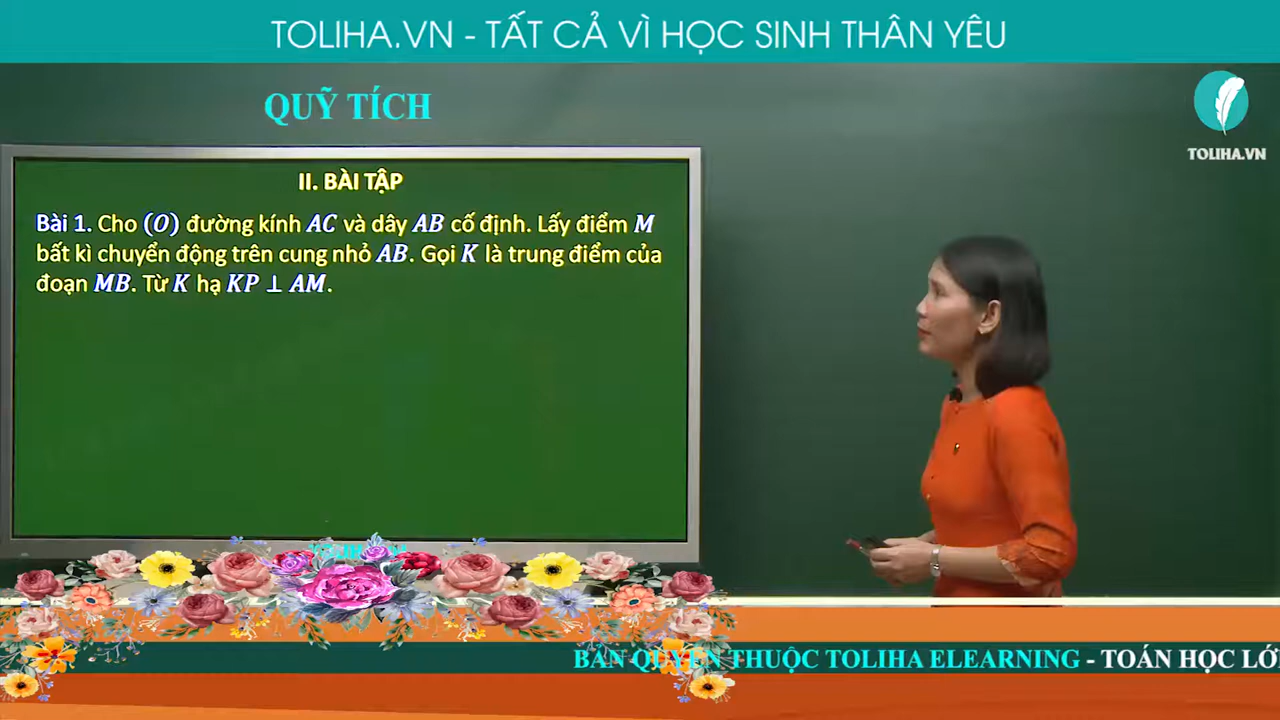 TOLIHA.VN - TẤT CẢ VÌ HỌC SINH THÂN YÊU
QUỸ TÍCH
TOLIHA.VN
II. BÀI TẬP
Bài 1. Cho (O) đường kính AC và dây AB cố định. Lấy điểm M
bất kì chuyển động trên cung nhỏ AB. Gọi K là trung điểm của
đoạn MB. Từ K hạ KP ⊥ AM.
BẢN QUYỀN THUỘC TOLIHA ELEARNING - TOÁN HỌC LỚ